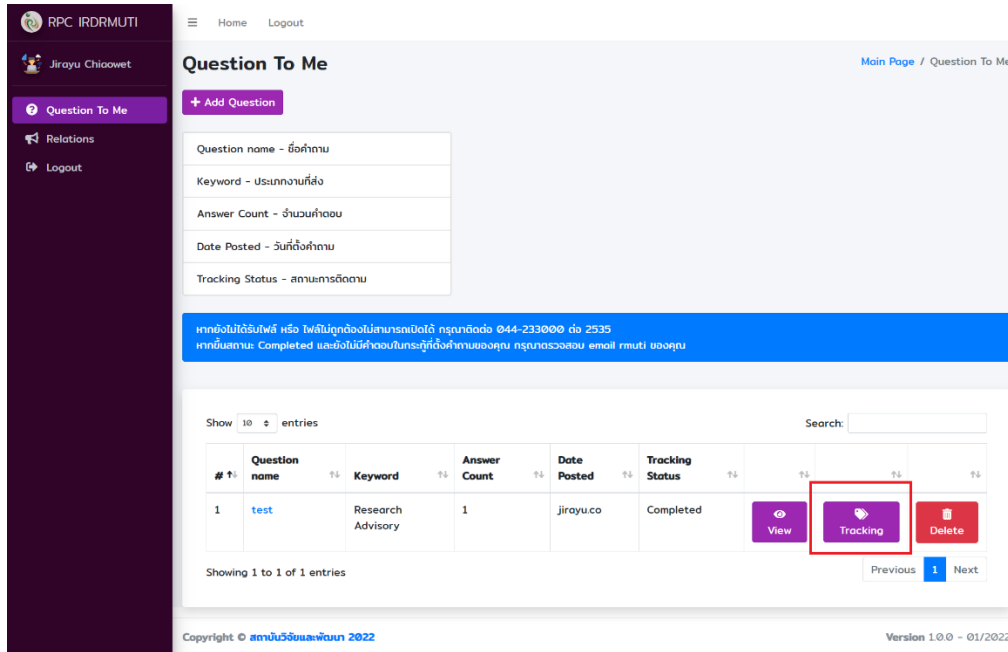 RPC IRDRMUTI
Home Logout
Jirayu Chiaowet
Question To Me
Main Page / Question To Me
+ Add Question
Question To Me
Relations
Logout
Question name - ชื่อคำถาม
Keyword - ประเภทงานที่ส่ง
Answer Count - จำนวนคำตอบ
Date Posted - วันที่ตั้งคำถาม
Tracking Status - สถานะการติดตาม
หากยังไม่ได้รับไฟล์ หรือ ไฟล์ไม่ถูกต้องไม่สามารถเปิดได้ กรุณาติดต่อ 044-233000 ต่อ 2535
หากขึ้นสถานะ Completed และยังไม่มีคำตอบในกระทู้ที่ตั้งคำถามของคุณ กรุณาตรวจสอบ email rmuti ของคุณ
Show 10 entries
Search:
# Question name Keyword Answer Count Date Posted Tracking Status
1 test Research Advisory 1 jirayu.co Completed View Tracking Delete
Showing 1 to 1 of 1 entries
Previous 1 Next
Copyright © สถาบันวิจัยและพัฒนา 2022
Version 1.0.0 - 01/2022